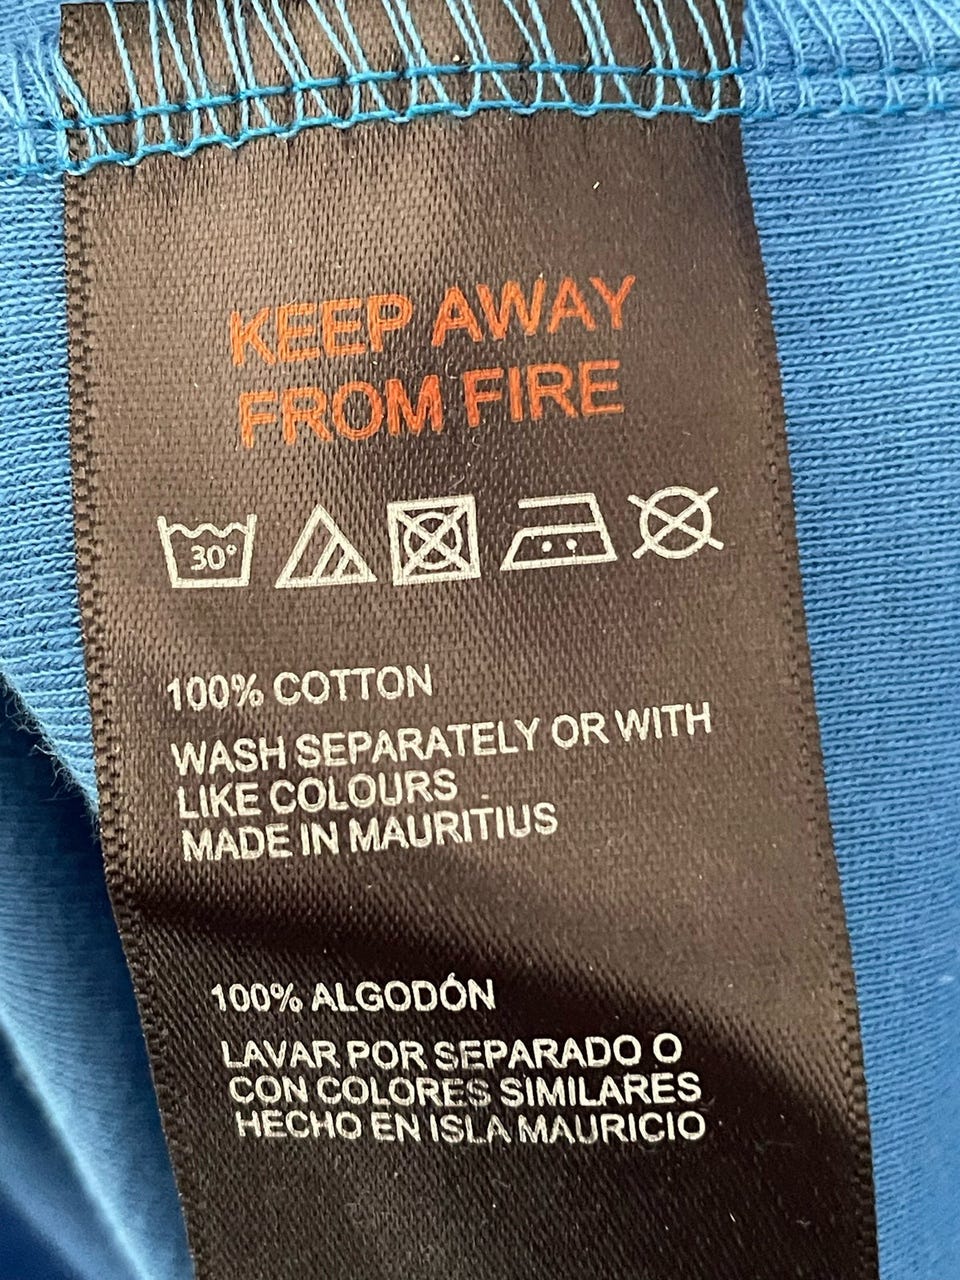 KEEP AWAY
FROM FIRE
30°
100% COTTON
WASH SEPARATELY OR WITH
LIKE COLOURS
MADE IN MAURITIUS
100% ALGODÓN
LAVAR POR SEPARADO O
CON COLORES SIMILARES
HECHO EN ISLA MAURICIO